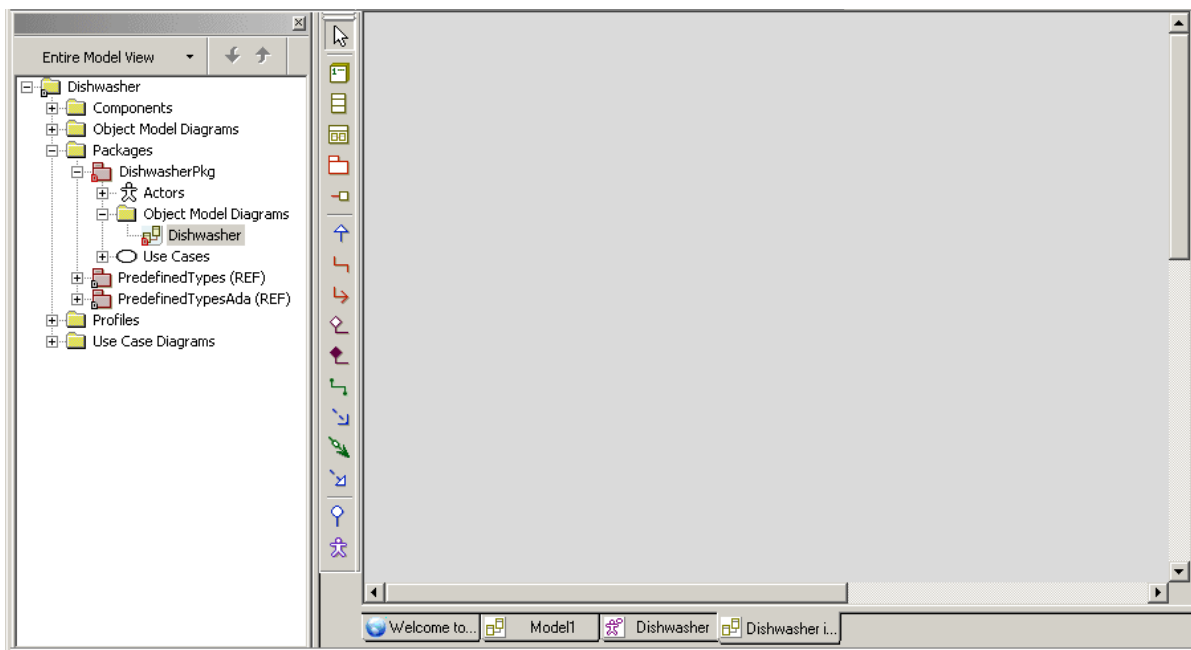 Entire Model View
Dishwasher
Components
Object Model Diagrams
Packages
DishwasherPkg
Actors
Object Model Diagrams
Dishwasher
Use Cases
PredefinedTypes (REF)
PredefinedTypesAda (REF)
Profiles
Use Case Diagrams
Welcome to... Model1 Dishwasher Dishwasher i...